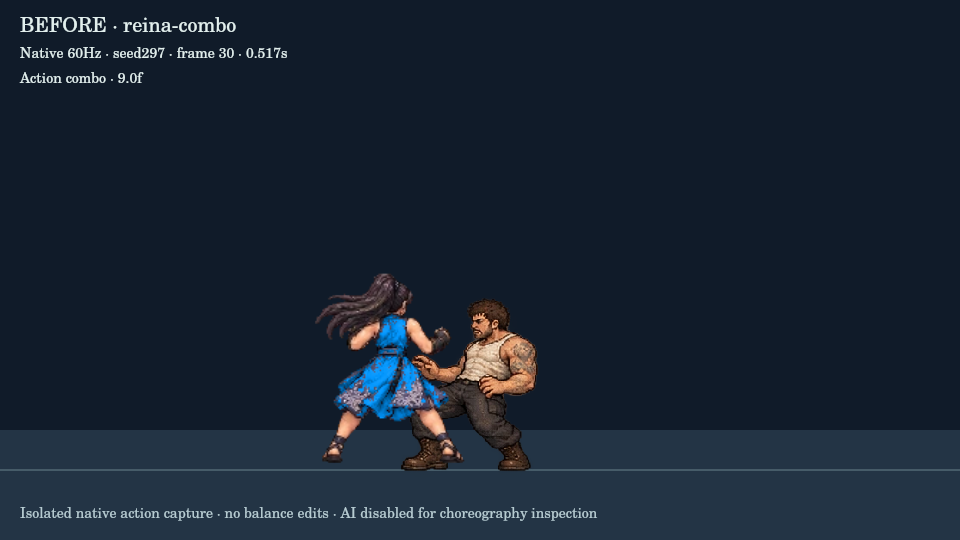 BEFORE · reina-combo
Native 60Hz · seed297 · frame 30 · 0.517s
Action combo · 9.0f
Isolated native action capture · no balance edits · AI disabled for choreography inspection